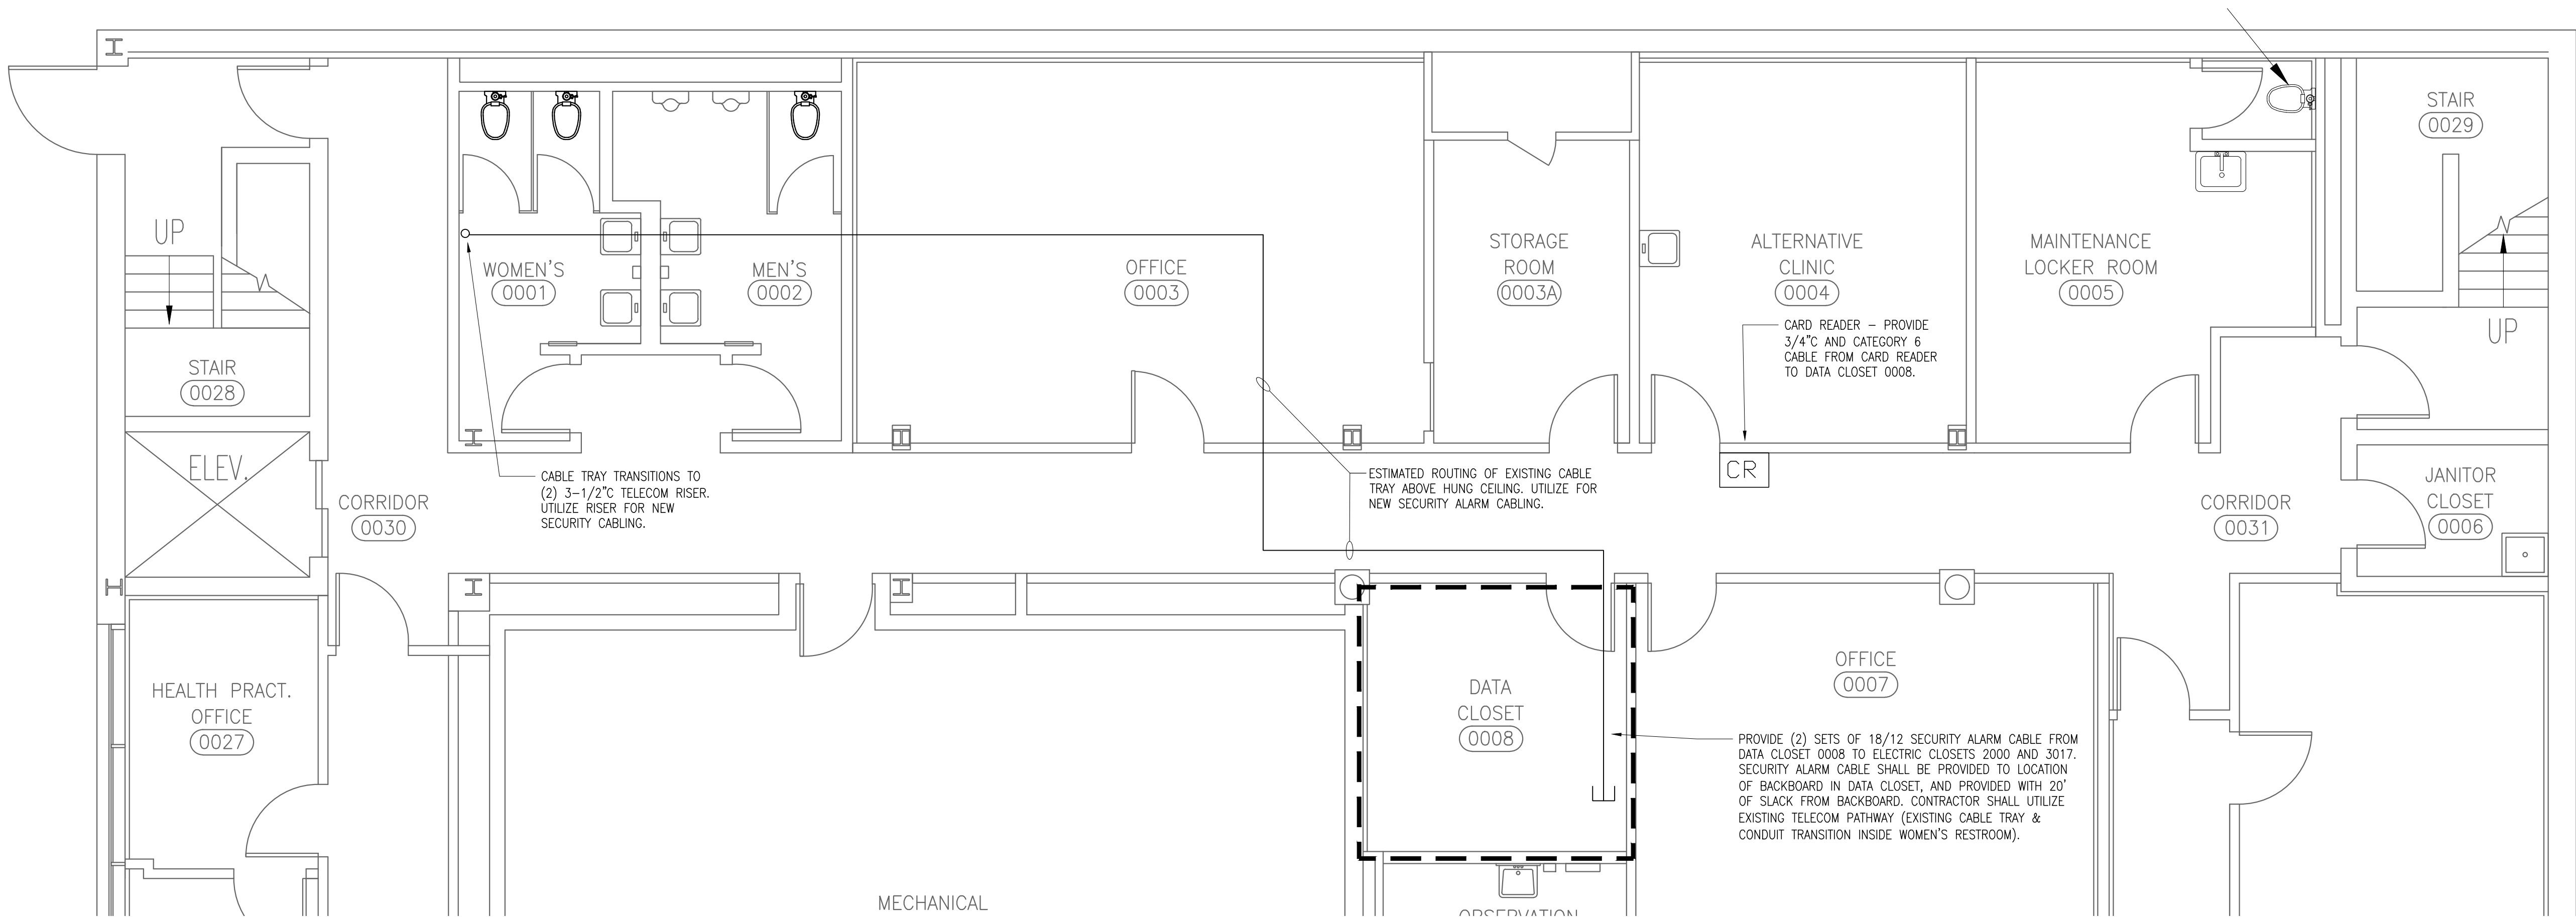 STAIR
0029
UP
WOMEN'S
0001
MEN'S
0002
OFFICE
0003
STORAGE
ROOM
0003A
ALTERNATIVE
CLINIC
0004
MAINTENANCE
LOCKER ROOM
0005
CARD READER – PROVIDE
3/4"C AND CATEGORY 6
CABLE FROM CARD READER
TO DATA CLOSET 0008.
UP
STAIR
0028
ELEV.
CORRIDOR
0030
CABLE TRAY TRANSITIONS TO
(2) 3-1/2"C TELECOM RISER.
UTILIZE RISER FOR NEW
SECURITY CABLING.
ESTIMATED ROUTING OF EXISTING CABLE
TRAY ABOVE HUNG CEILING. UTILIZE FOR
NEW SECURITY ALARM CABLING.
CR
CORRIDOR
0031
JANITOR
CLOSET
0006
HEALTH PRACT.
OFFICE
0027
DATA
CLOSET
0008
OFFICE
0007
PROVIDE (2) SETS OF 18/12 SECURITY ALARM CABLE FROM
DATA CLOSET 0008 TO ELECTRIC CLOSETS 2000 AND 3017.
SECURITY ALARM CABLE SHALL BE PROVIDED TO LOCATION
OF BACKBOARD IN DATA CLOSET, AND PROVIDED WITH 20'
OF SLACK FROM BACKBOARD. CONTRACTOR SHALL UTILIZE
EXISTING TELECOM PATHWAY (EXISTING CABLE TRAY &
CONDUIT TRANSITION INSIDE WOMEN'S RESTROOM).
MECHANICAL
OBSERVATION